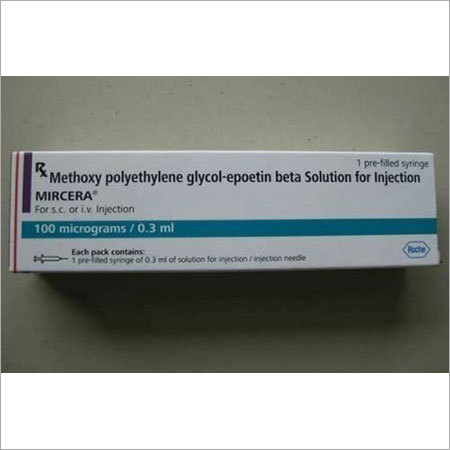 1 pre-filled syringe
Rx Methoxy polyethylene glycol-epoetin beta Solution for Injection
MIRCERA®
For s.c. or i.v. Injection
100 micrograms / 0.3 ml
Each pack contains:
1 pre-filled syringe of 0.3 ml of solution for injection / injection needle
Roche